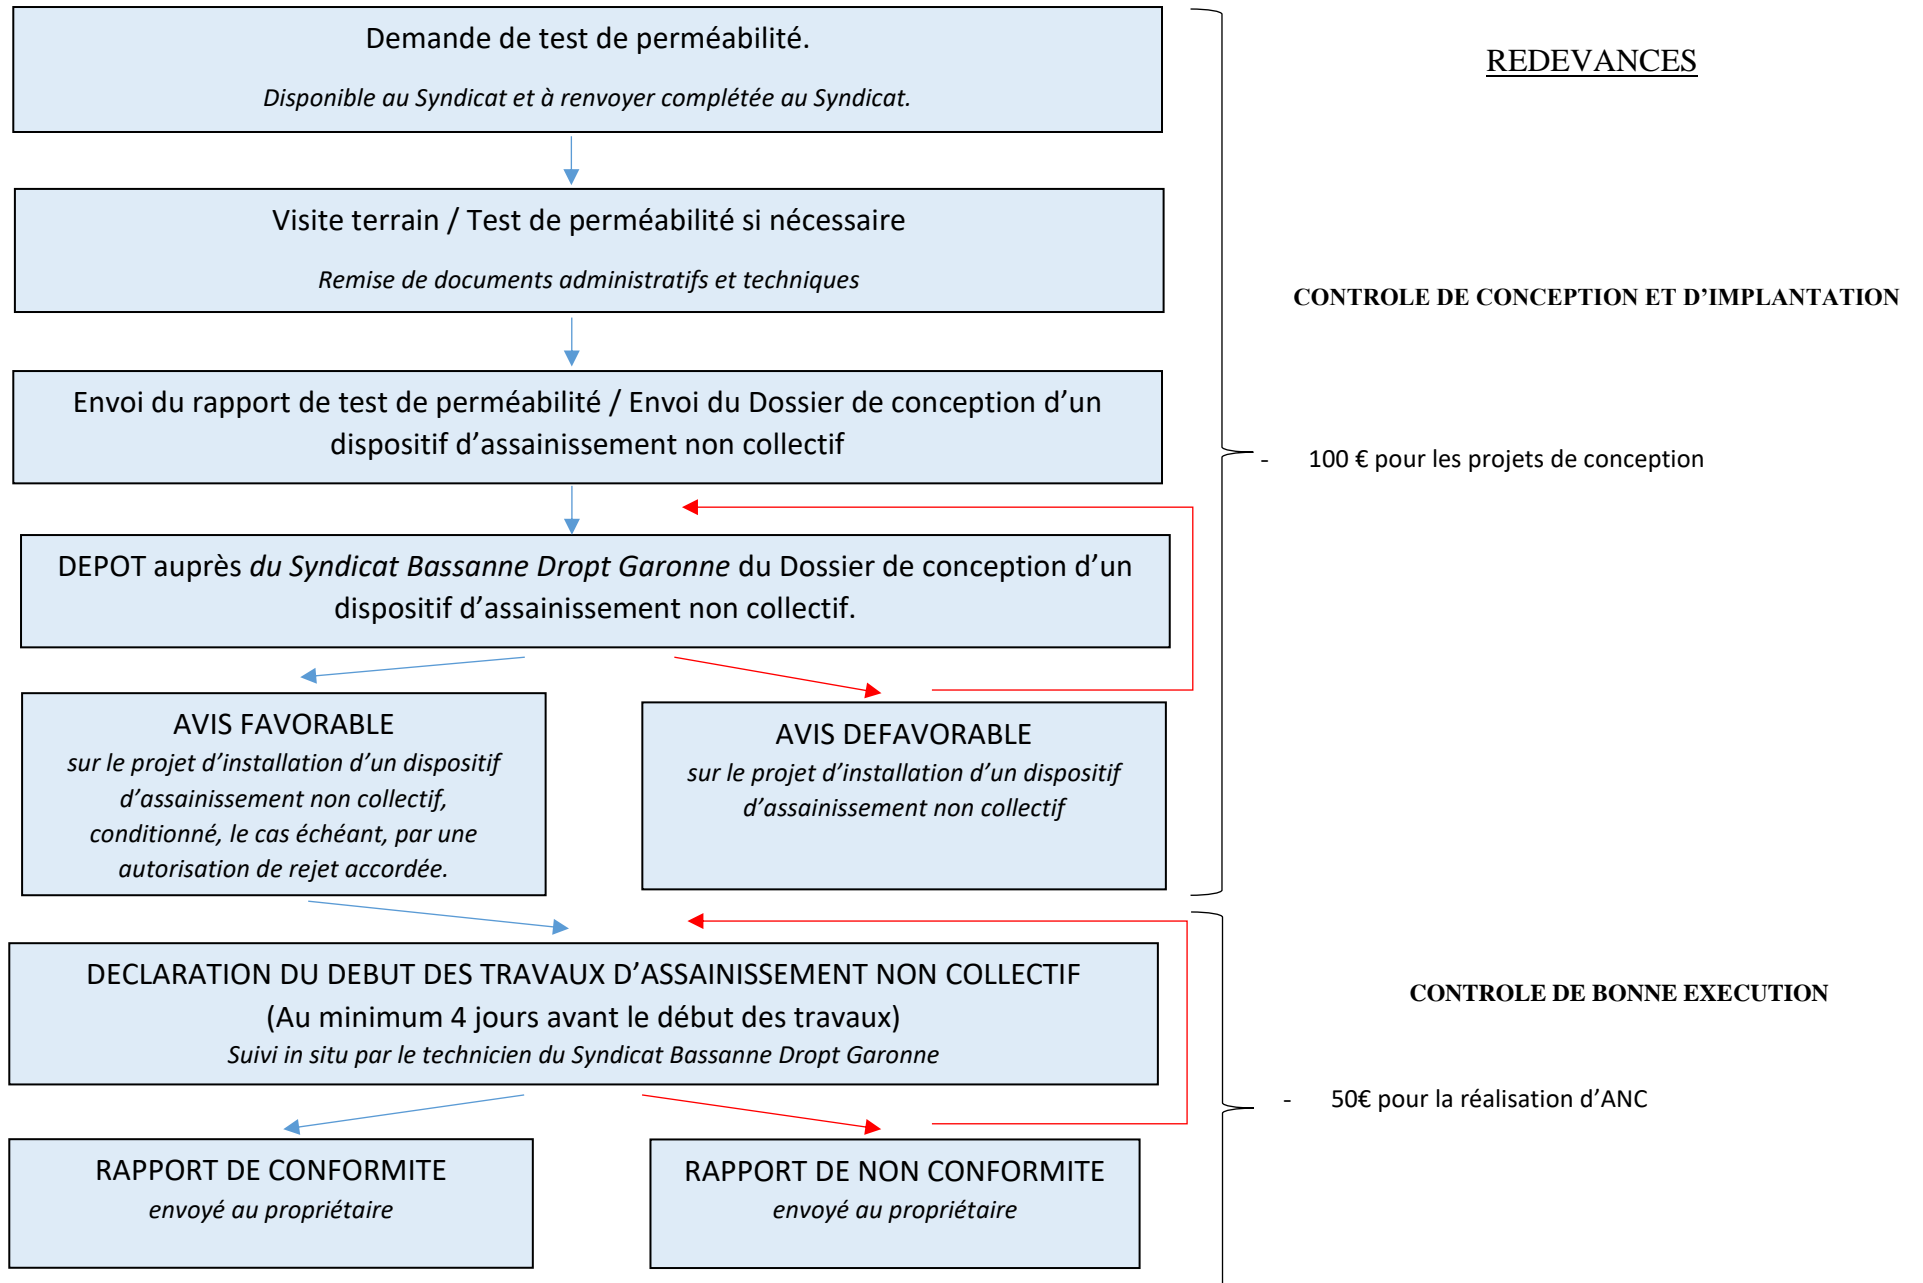 Demande de test de perméabilité.
Disponible au Syndicat et à renvoyer complétée au Syndicat.
REDEVANCES
Visite terrain / Test de perméabilité si nécessaire
Remise de documents administratifs et techniques
CONTROLE DE CONCEPTION ET D’IMPLANTATION
Envoi du rapport de test de perméabilité / Envoi du Dossier de conception d’un
dispositif d’assainissement non collectif
- 100 € pour les projets de conception
DEPOT auprès du Syndicat Bassanne Dropt Garonne du Dossier de conception d’un
dispositif d’assainissement non collectif.
AVIS FAVORABLE
sur le projet d’installation d’un dispositif
d’assainissement non collectif,
conditionné, le cas échéant, par une
autorisation de rejet accordée.
AVIS DEFAVORABLE
sur le projet d’installation d’un dispositif
d’assainissement non collectif
DECLARATION DU DEBUT DES TRAVAUX D’ASSAINISSEMENT NON COLLECTIF
(Au minimum 4 jours avant le début des travaux)
Suivi in situ par le technicien du Syndicat Bassanne Dropt Garonne
CONTROLE DE BONNE EXECUTION
- 50€ pour la réalisation d’ANC
RAPPORT DE CONFORMITE
envoyé au propriétaire
RAPPORT DE NON CONFORMITE
envoyé au propriétaire